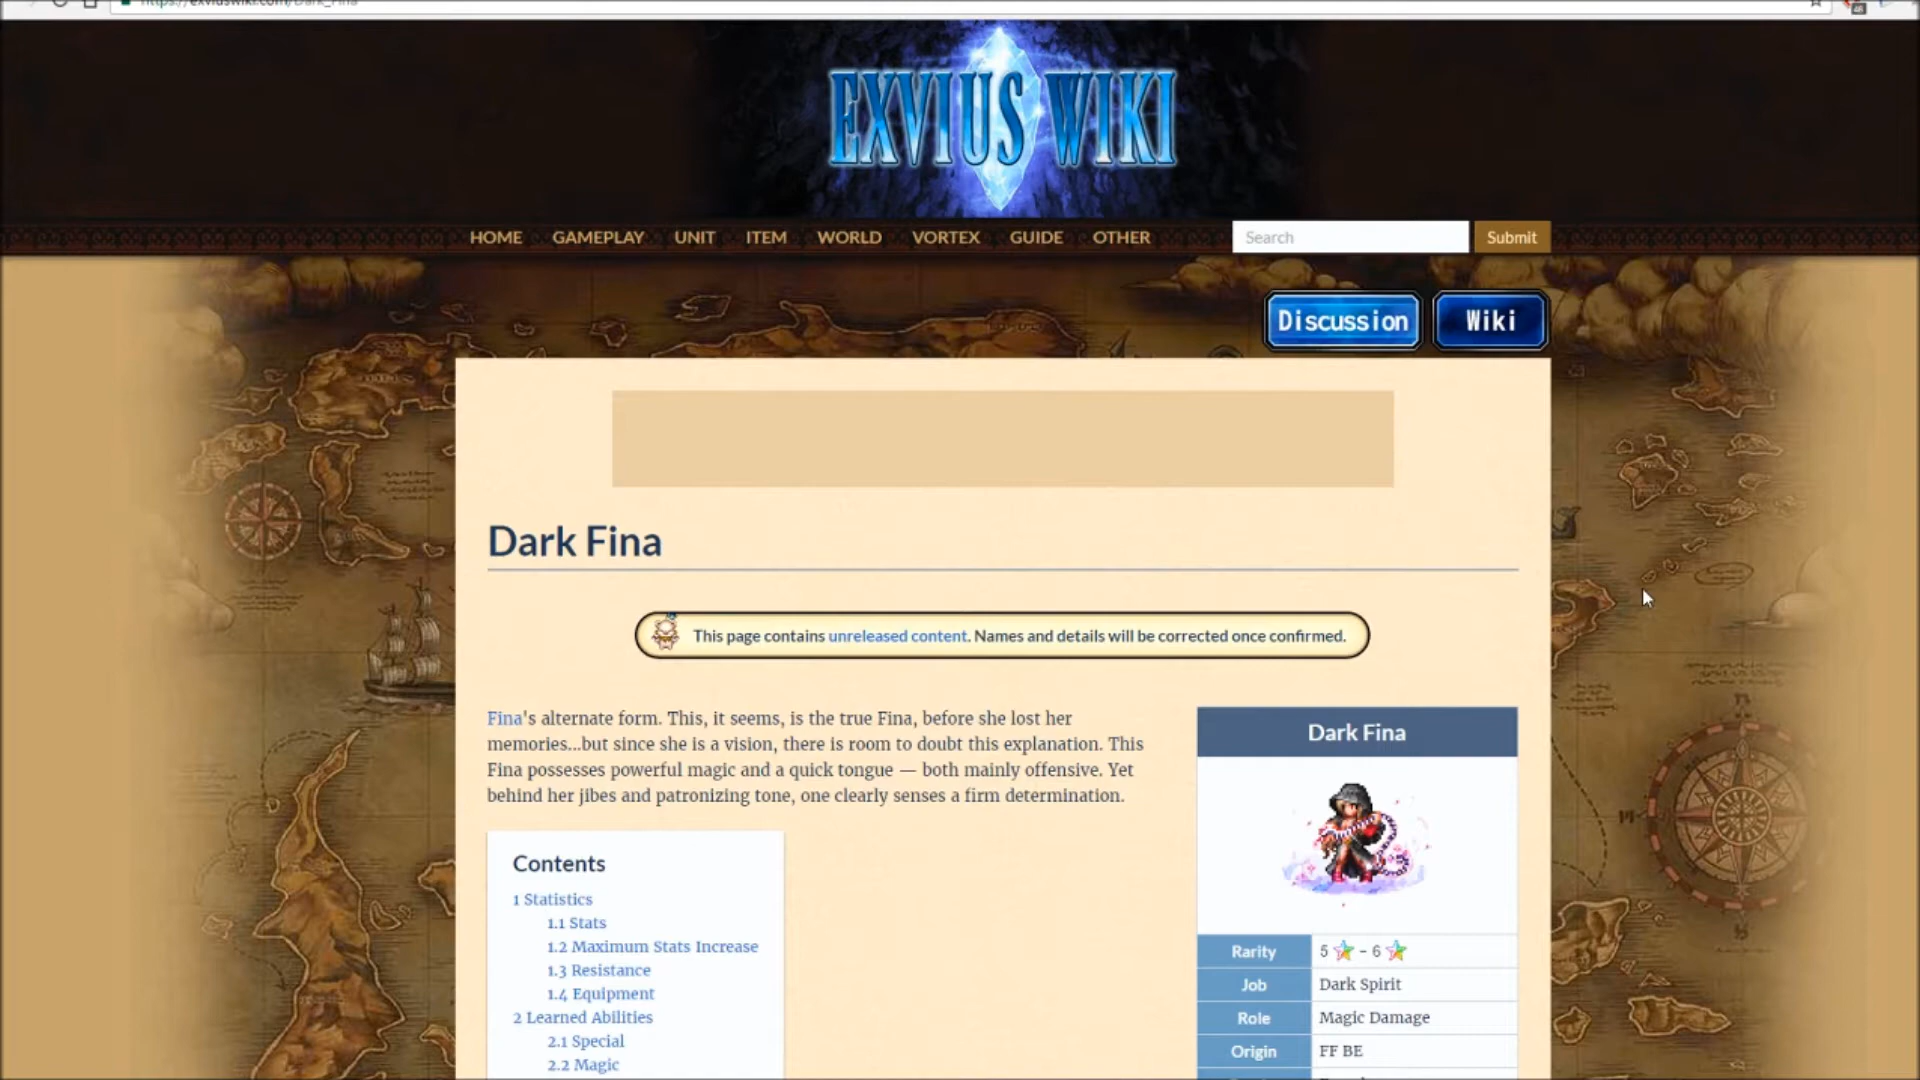 https://exviuswiki.com/Dark_Fina
EXVIUS WIKI
HOME GAMEPLAY UNIT ITEM WORLD VORTEX GUIDE OTHER Search Submit
Discussion Wiki
Dark Fina
This page contains unreleased content. Names and details will be corrected once confirmed.
Fina's alternate form. This, it seems, is the true Fina, before she lost her
memories...but since she is a vision, there is room to doubt this explanation. This
Fina possesses powerful magic and a quick tongue — both mainly offensive. Yet
behind her jibes and patronizing tone, one clearly senses a firm determination.
Contents
1 Statistics
1.1 Stats
1.2 Maximum Stats Increase
1.3 Resistance
1.4 Equipment
2 Learned Abilities
2.1 Special
2.2 Magic
Dark Fina
Rarity 5 - 6
Job Dark Spirit
Role Magic Damage
Origin FF BE